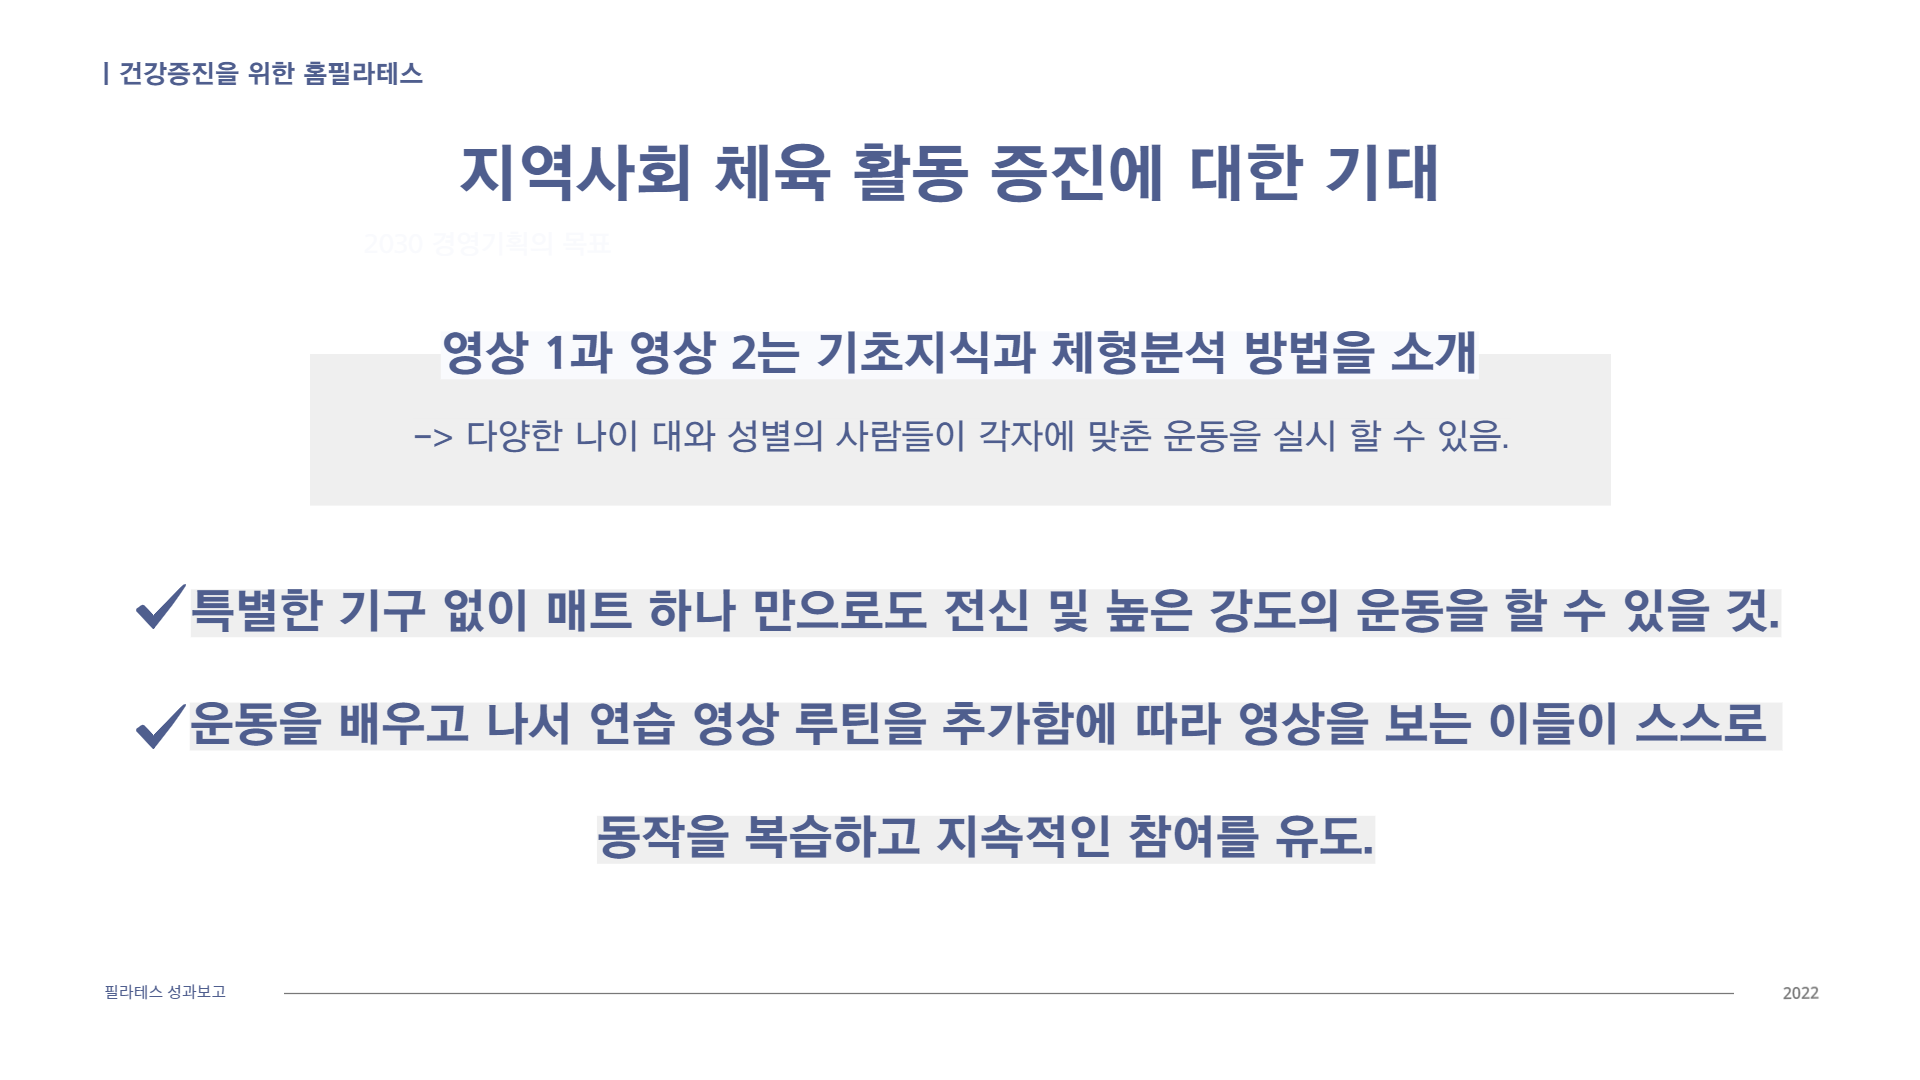 | 건강증진을 위한 홈필라테스
지역사회 체육 활동 증진에 대한 기대
2030 경영기획의 목표
영상 1과 영상 2는 기초지식과 체형분석 방법을 소개
-> 다양한 나이 대와 성별의 사람들이 각자에 맞춘 운동을 실시 할 수 있음.
특별한 기구 없이 매트 하나 만으로도 전신 및 높은 강도의 운동을 할 수 있을 것.
운동을 배우고 나서 연습 영상 루틴을 추가함에 따라 영상을 보는 이들이 스스로
동작을 복습하고 지속적인 참여를 유도.
필라테스 성과보고
2022